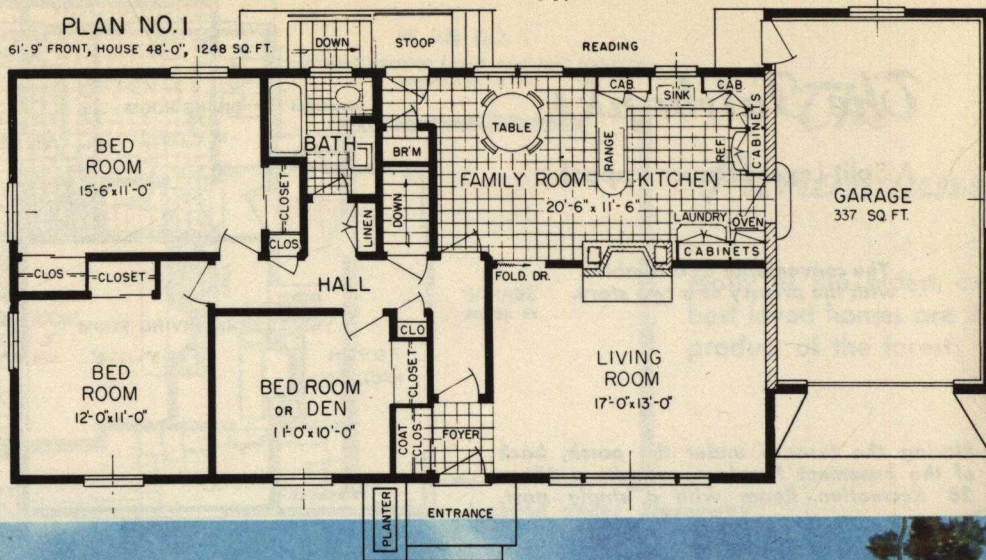 PLAN NO.1
61'-9" FRONT, HOUSE 48'-0", 1248 SQ. FT.
DOWN
STOOP
READING
BED
ROOM
15'-6"x11'-0"
BATH
BR'M
TABLE
CAB.
SINK
CAB.
RANGE
REF.
CABINETS
FAMILY ROOM - KITCHEN
20'-6" x 11'-6"
LAUNDRY
OVEN
CABINETS
GARAGE
337 SQ. FT.
CLOSET
CLOS
LINEN
DOWN
CLOS
CLOSET
HALL
FOLD. DR.
CLO
CLOSET
BED
ROOM
12'-0"x11'-0"
BED ROOM
OR DEN
11'-0"x10'-0"
COAT
CLOS
FOYER
LIVING
ROOM
17'-0"x13'-0"
PLANTER
ENTRANCE